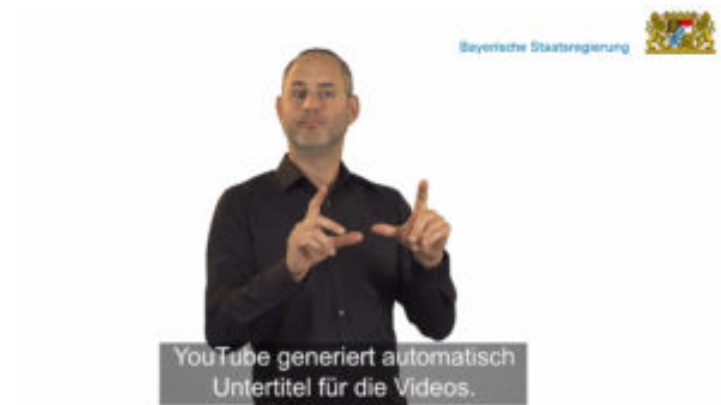 Bayerische Staatsregierung
YouTube generiert automatisch
Untertitel für die Videos.